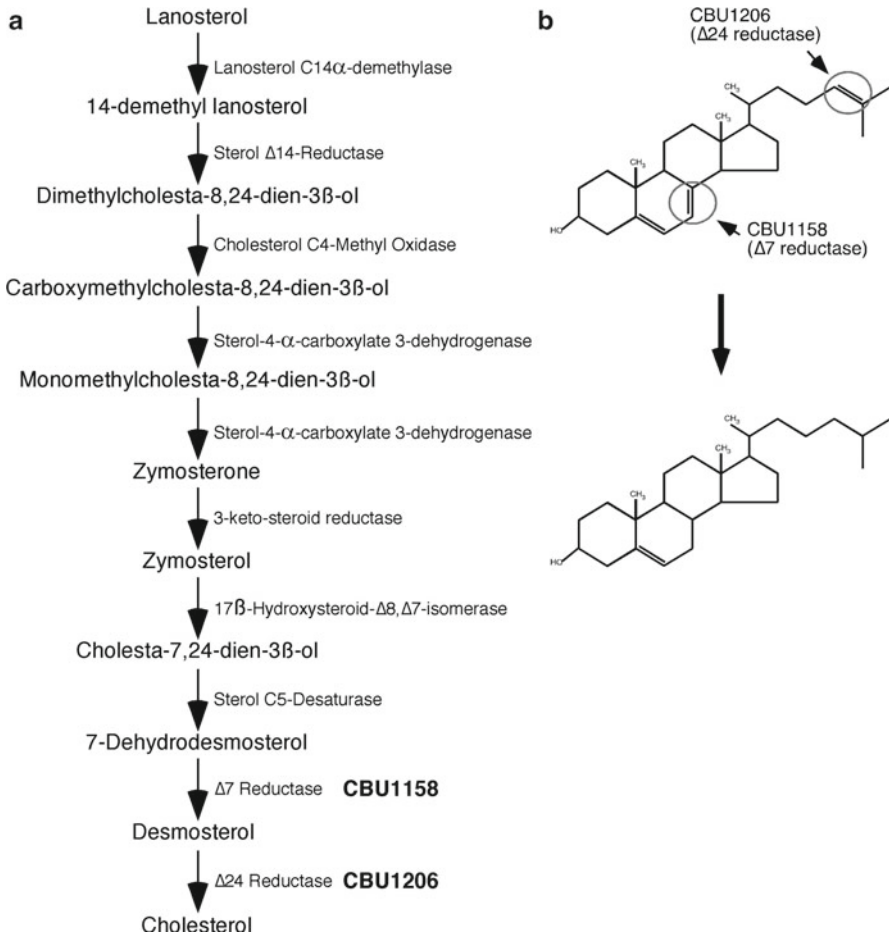 a
Lanosterol
Lanosterol C14α-demethylase
14-demethyl lanosterol
Sterol Δ14-Reductase
Dimethylcholesta-8,24-dien-3ß-ol
Cholesterol C4-Methyl Oxidase
Carboxymethylcholesta-8,24-dien-3ß-ol
Sterol-4-α-carboxylate 3-dehydrogenase
Monomethylcholesta-8,24-dien-3ß-ol
Sterol-4-α-carboxylate 3-dehydrogenase
Zymosterone
3-keto-steroid reductase
Zymosterol
17ß-Hydroxysteroid-Δ8,Δ7-isomerase
Cholesta-7,24-dien-3ß-ol
Sterol C5-Desaturase
7-Dehydrodesmosterol
Δ7 Reductase CBU1158
Desmosterol
Δ24 Reductase CBU1206
Cholesterol
b
CBU1206
(Δ24 reductase)
CH₃
CH₃
CH₃
HO
CBU1158
(Δ7 reductase)
CH₃
CH₃
CH₃
HO